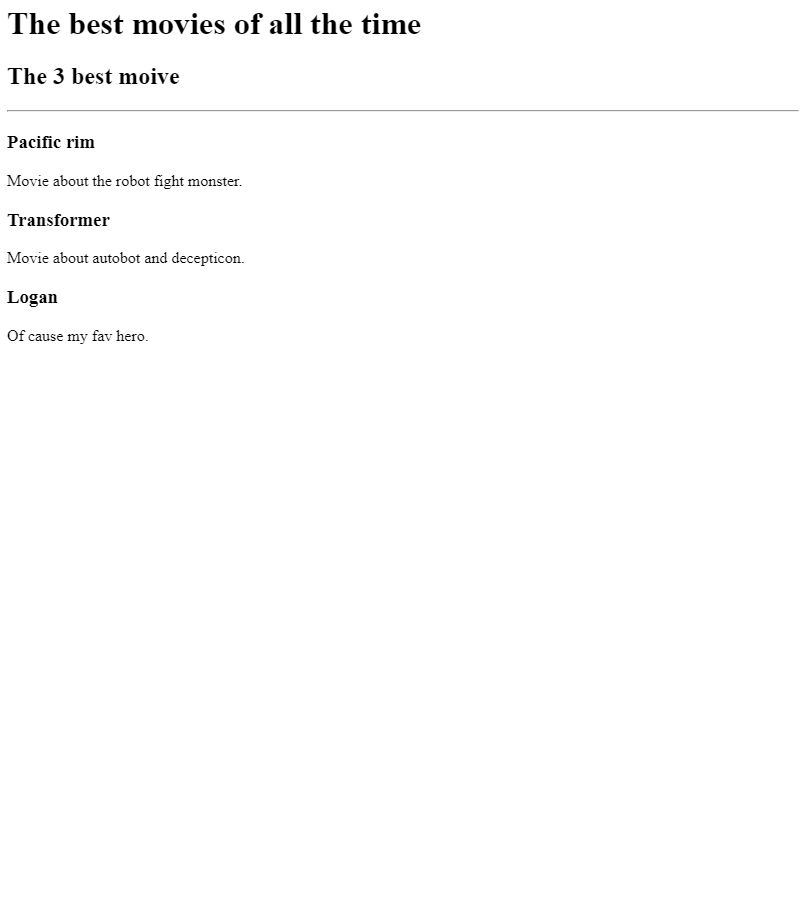 The best movies of all the time
The 3 best moive
Pacific rim
Movie about the robot fight monster.
Transformer
Movie about autobot and decepticon.
Logan
Of cause my fav hero.